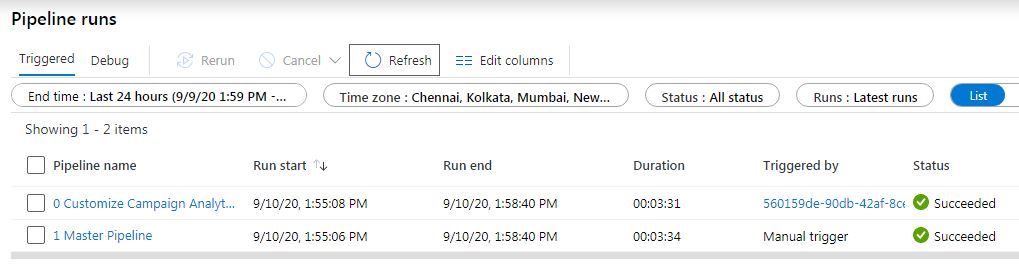 Pipeline runs
Triggered Debug Rerun Cancel Refresh Edit columns
End time : Last 24 hours (9/9/20 1:59 PM -... Time zone : Chennai, Kolkata, Mumbai, New... Status : All status Runs : Latest runs List
Showing 1 - 2 items
Pipeline name Run start Run end Duration Triggered by Status
0 Customize Campaign Analyt... 9/10/20, 1:55:08 PM 9/10/20, 1:58:40 PM 00:03:31 560159de-90db-42af-8ce Succeeded
1 Master Pipeline 9/10/20, 1:55:06 PM 9/10/20, 1:58:40 PM 00:03:34 Manual trigger Succeeded